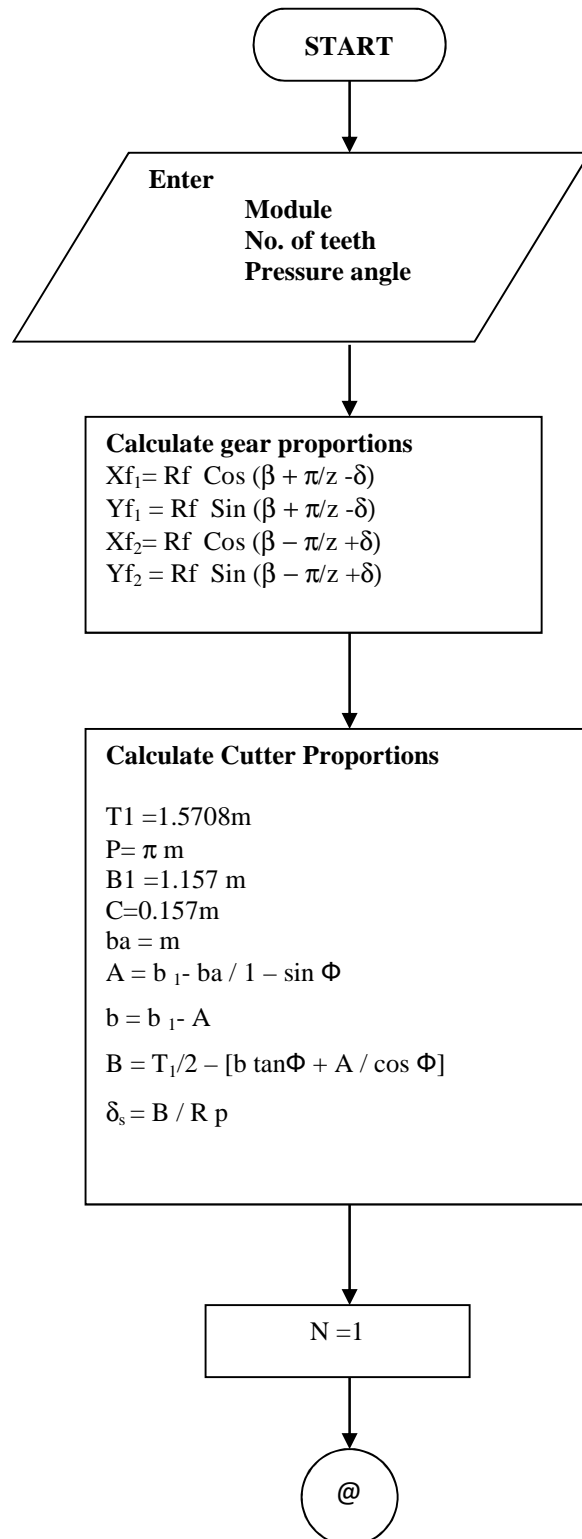 START
Enter
Module
No. of teeth
Pressure angle
Calculate gear proportions
Xf₁= Rf Cos (β + π/z -δ)
Yf₁ = Rf Sin (β + π/z -δ)
Xf₂= Rf Cos (β − π/z +δ)
Yf₂ = Rf Sin (β − π/z +δ)
Calculate Cutter Proportions
T1 =1.5708m
P= π m
B1 =1.157 m
C=0.157m
ba = m
A = b ₁- ba / 1 – sin Φ
b = b ₁- A
B = T₁/2 – [b tanΦ + A / cos Φ]
δₛ = B / R p
N =1
@